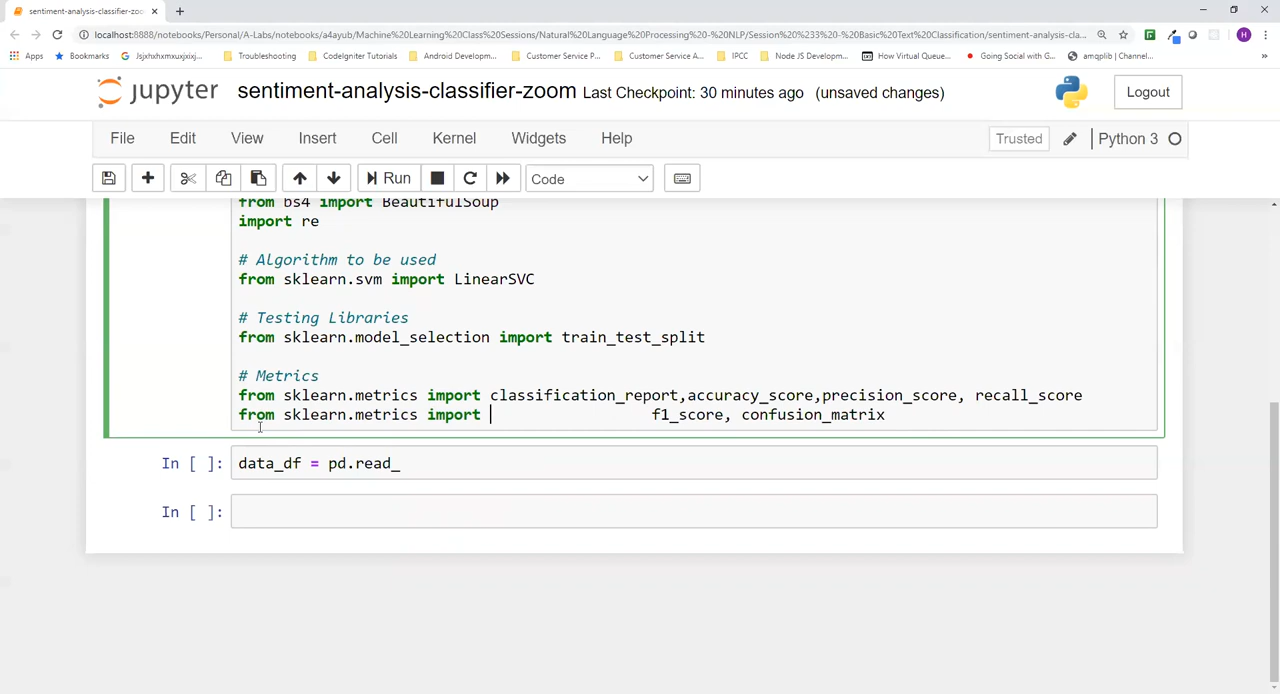 sentiment-analysis-classifier-zoo
localhost:8888/notebooks/Personal/A-Labs/notebooks/a4ayub/Machine%20Learning%20Class%20Sessions/Natural%20Language%20Processing%20-%20NLP/Session%20%233%20-%20Basic%20Text%20Classification/sentiment-analysis-cla...
Apps Bookmarks Jsjxhxhxmxuxjxixj... Troubleshooting CodeIgniter Tutorials Android Developm... Customer Service P... Customer Service A... IPCC Node JS Developm... How Virtual Queue... Going Social with G... amqplib | Channel... »
H
jupyter sentiment-analysis-classifier-zoom Last Checkpoint: 30 minutes ago (unsaved changes) Logout
File Edit View Insert Cell Kernel Widgets Help Trusted Python 3
Run Code
from bs4 import BeautifulSoup
import re
# Algorithm to be used
from sklearn.svm import LinearSVC
# Testing Libraries
from sklearn.model_selection import train_test_split
# Metrics
from sklearn.metrics import classification_report,accuracy_score,precision_score, recall_score
from sklearn.metrics import f1_score, confusion_matrix
In [ ]: data_df = pd.read_
In [ ]: